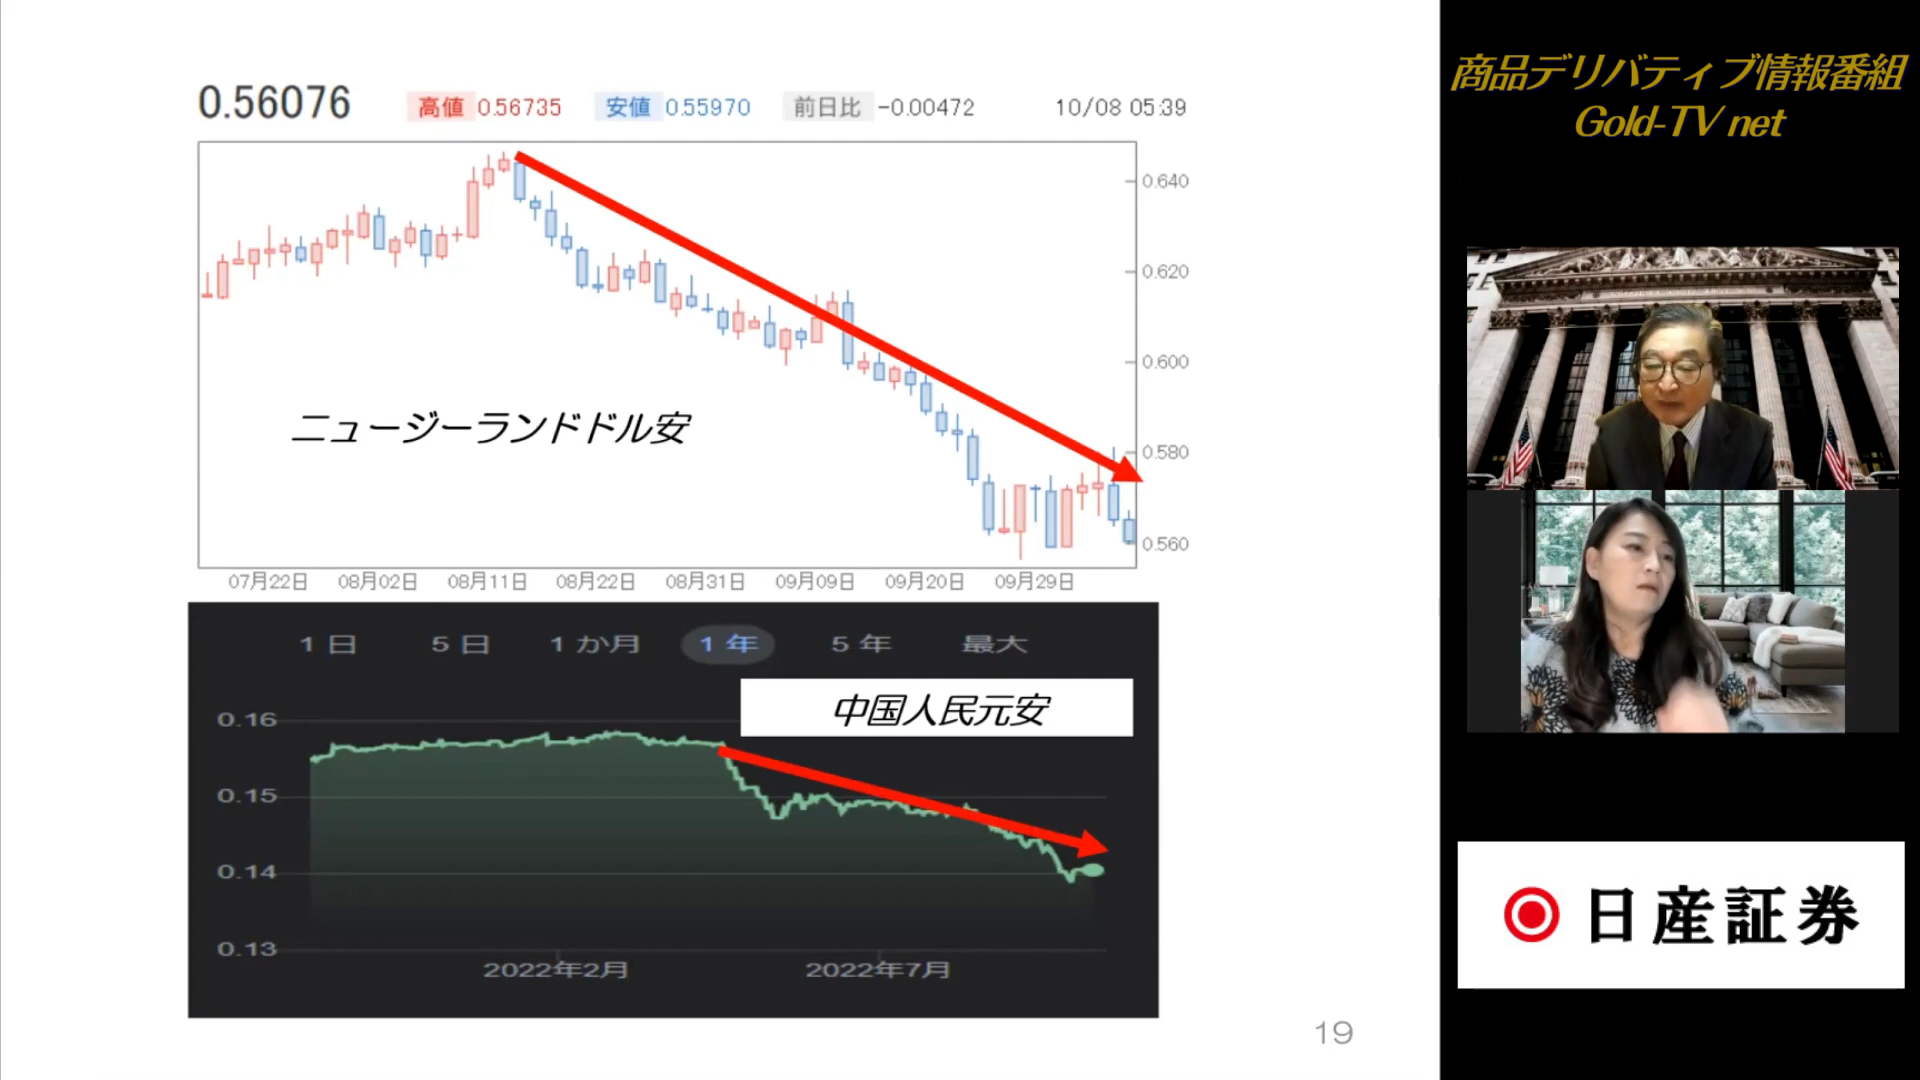 0.56076 高値 0.56735 安値 0.55970 前日比 -0.00472 10/08 05:39
0.640
0.620
0.600
0.580
0.560
ニュージーランドドル安
07月22日 08月02日 08月11日 08月22日 08月31日 09月09日 09月20日 09月29日
1 日 5 日 1 か月 1 年 5 年 最大
中国人民元安
0.16
0.15
0.14
0.13
2022年2月 2022年7月
19
商品デリバティブ情報番組
Gold-TV net
日産証券